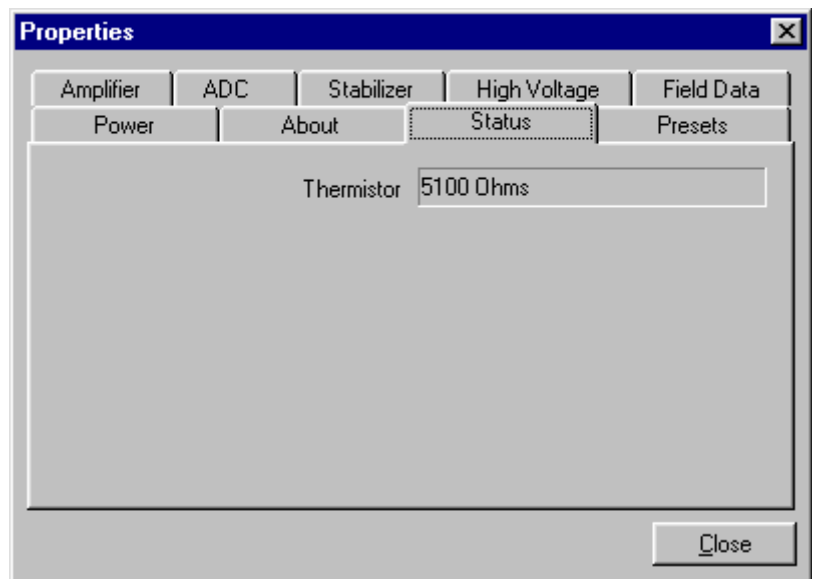 Properties
Amplifier ADC Stabilizer High Voltage Field Data
Power About Status Presets
Thermistor 5100 Ohms
Close